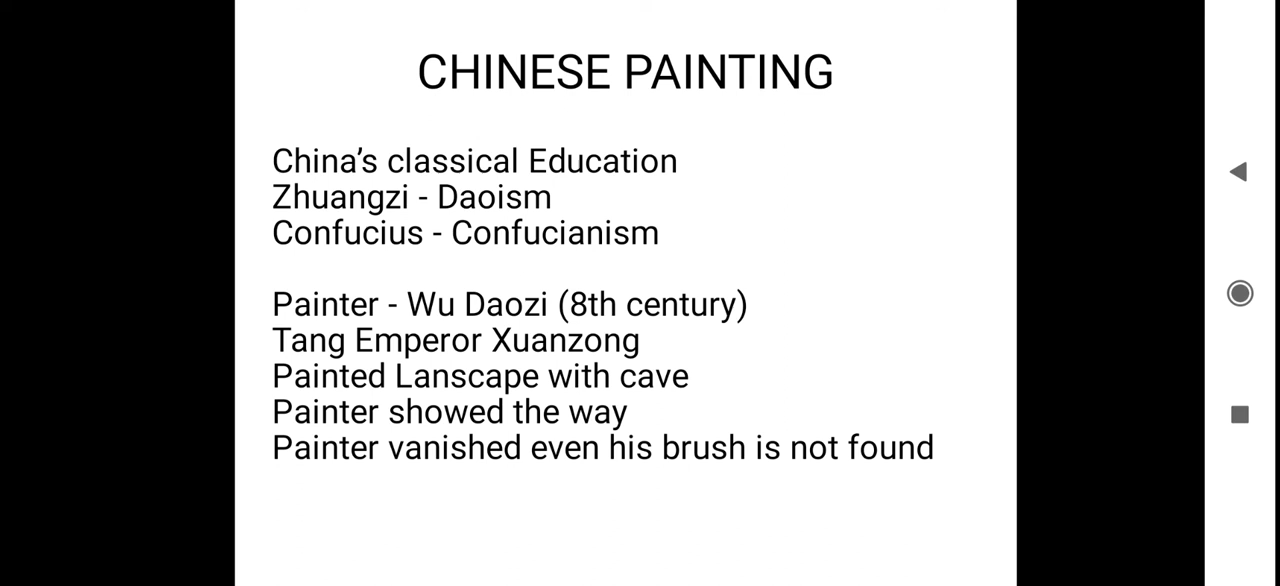 CHINESE PAINTING
China's classical Education
Zhuangzi - Daoism
Confucius - Confucianism
Painter - Wu Daozi (8th century)
Tang Emperor Xuanzong
Painted Lanscape with cave
Painter showed the way
Painter vanished even his brush is not found